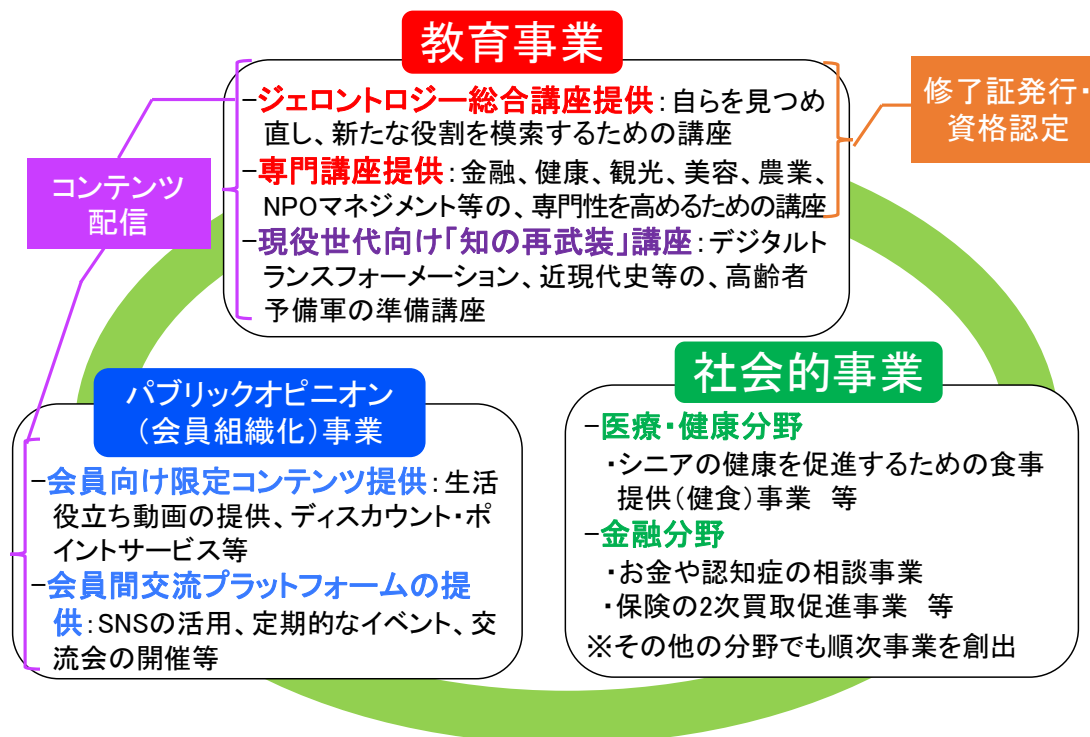 教育事業
-ジェロントロジー総合講座提供：自らを見つめ
直し、新たな役割を模索するための講座
-専門講座提供：金融、健康、観光、美容、農業、
NPOマネジメント等の、専門性を高めるための講座
-現役世代向け「知の再武装」講座：デジタルト
ランスフォーメーション、近現代史等の、高齢者
予備軍の準備講座
修了証発行・
資格認定
コンテンツ
配信
パブリックオピニオン
（会員組織化）事業
-会員向け限定コンテンツ提供：生活
役立ち動画の提供、ディスカウント・ポ
イントサービス等
-会員間交流プラットフォームの提
供：SNSの活用、定期的なイベント、交
流会の開催等
社会的事業
-医療・健康分野
・シニアの健康を促進するための食事
提供（健食）事業　等
-金融分野
・お金や認知症の相談事業
・保険の2次買取促進事業　等
※その他の分野でも順次事業を創出